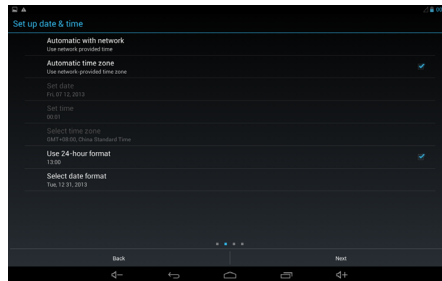 Set up date & time
Automatic with network
Use network provided time
Automatic time zone
Use network-provided time zone
Set date
Fri, 07 12, 2013
Set time
00:01
Select time zone
GMT+08:00, China Standard Time
Use 24-hour format
13:00
Select date format
Tue, 12 31, 2013
Back
Next